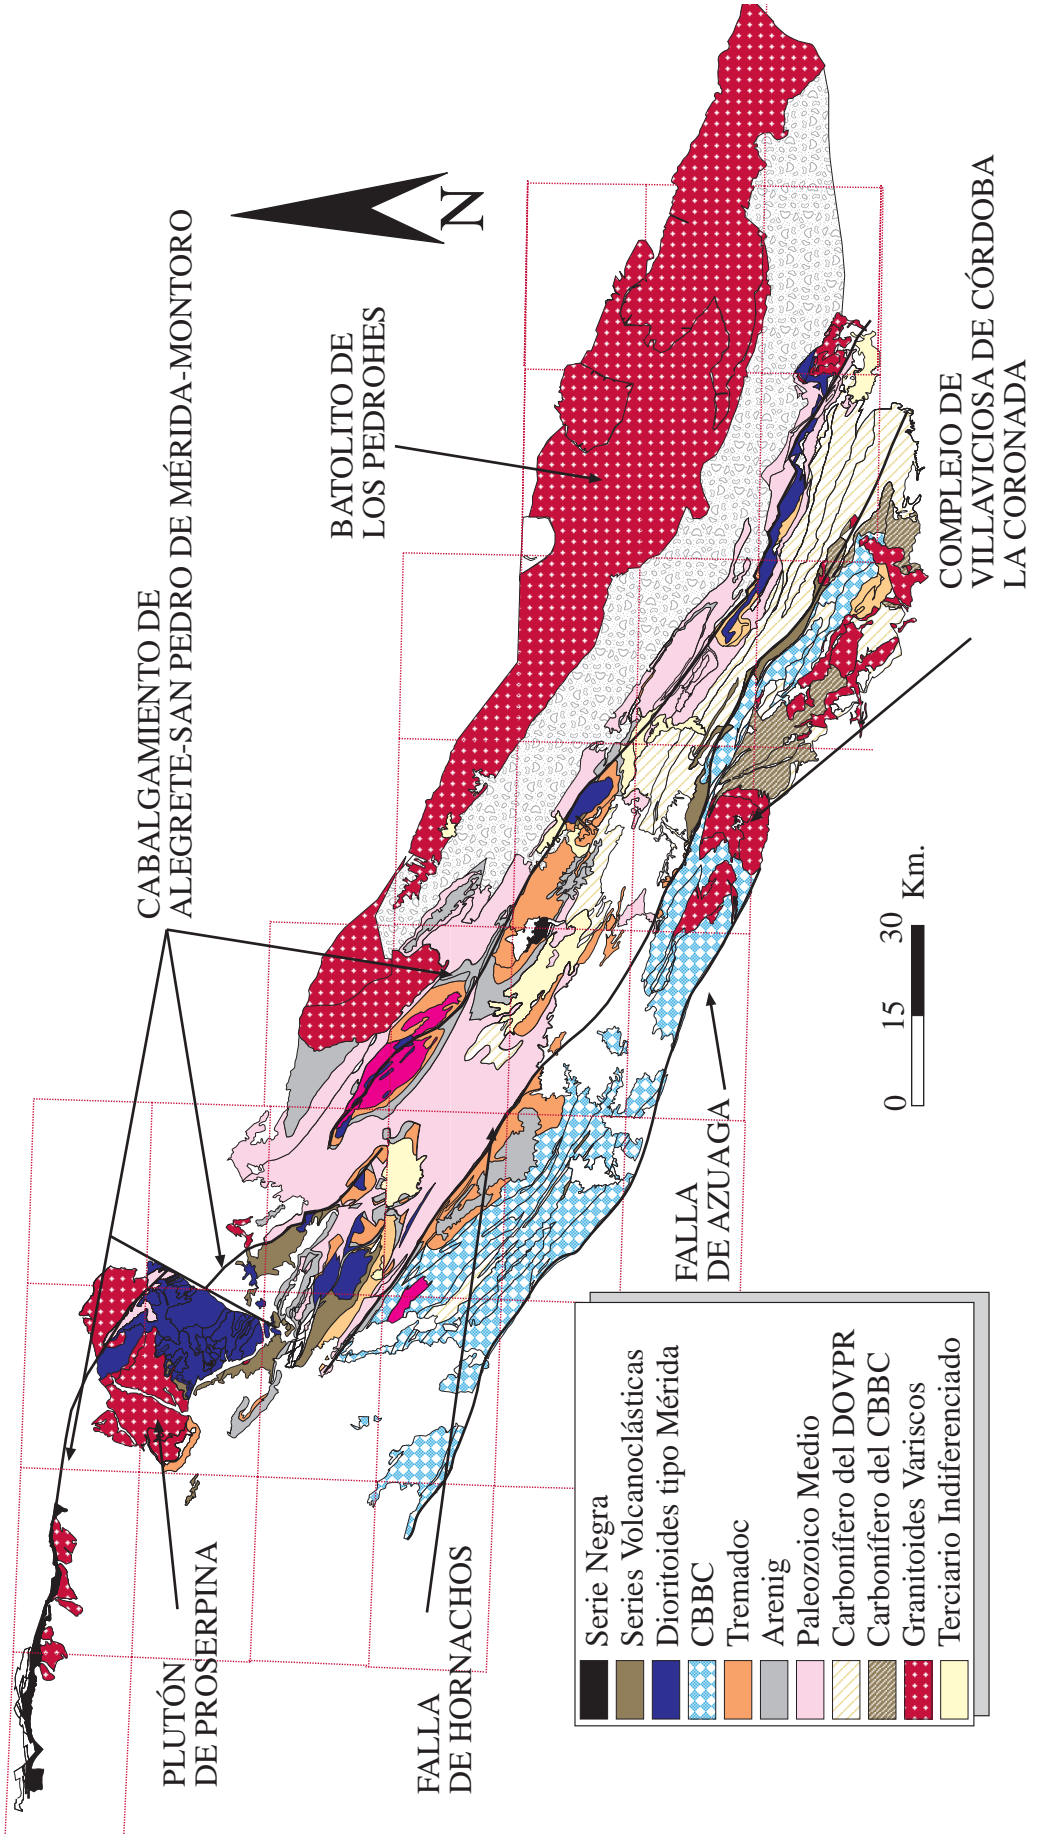 CABALGAMIENTO DE
ALEGRETE-SAN PEDRO DE MÉRIDA-MONTORO
BATOLITO DE
LOS PEDROHES
N
PLUTÓN
DE PROSERPINA
FALLA
DE HORNACHOS
FALLA
DE AZUAGA
COMPLEJO DE
VILLAVICIOSA DE CÓRDOBA
LA CORONADA
0 15 30 Km.
Serie Negra
Series Volcanoclásticas
Dioritoides tipo Mérida
CBBC
Tremadoc
Arenig
Paleozoico Medio
Carbonífero del DOVPR
Carbonífero del CBBC
Granitoides Variscos
Terciario Indiferenciado